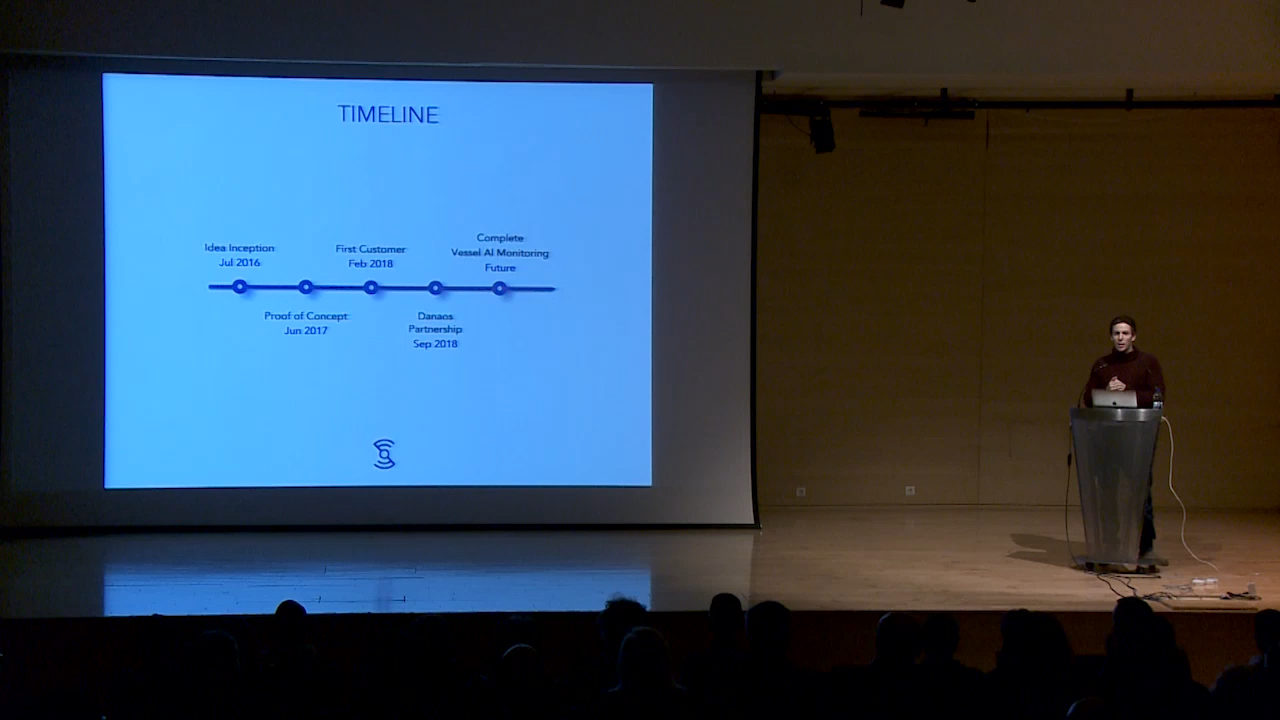 TIMELINE
Idea Inception
Jul 2016
Proof of Concept
Jun 2017
First Customer
Feb 2018
Danaos
Partnership
Sep 2018
Complete
Vessel AI Monitoring
Future